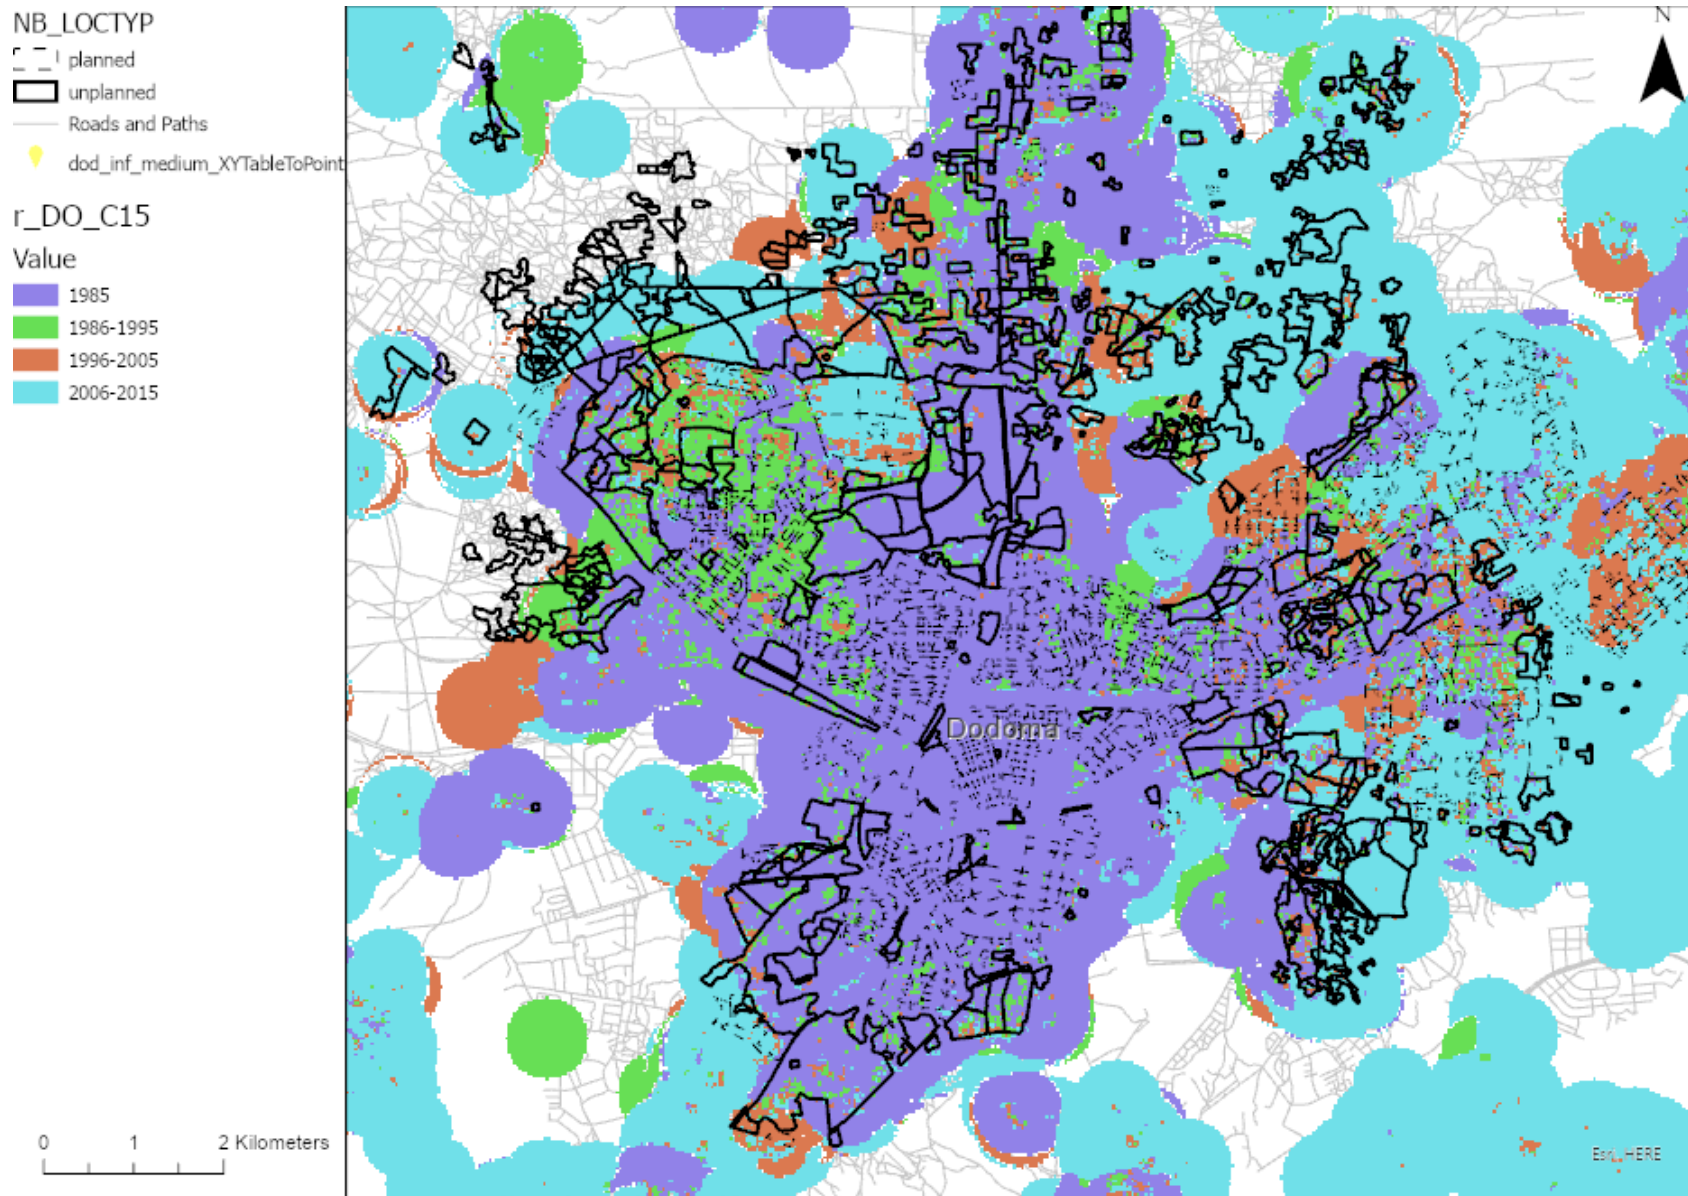 NB_LOCTYP
planned
unplanned
Roads and Paths
dod_inf_medium_XYTableToPoint
r_DO_C15
Value
1985
1986-1995
1996-2005
2006-2015
0 1 2 Kilometers
N
Dodoma
Esri, HERE